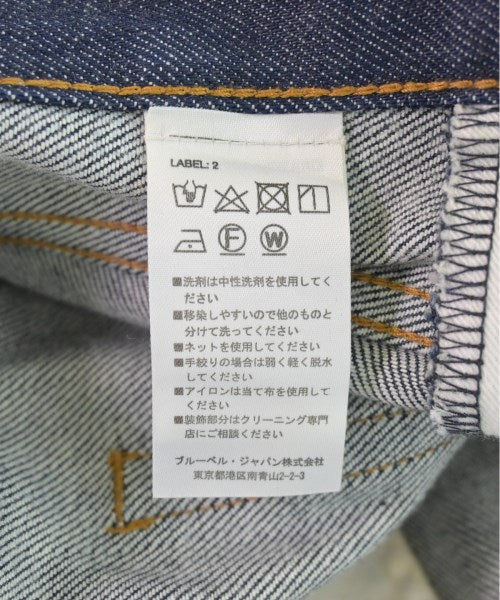 LABEL: 2
F
W
■洗剤は中性洗剤を使用してく
ださい
■移染しやすいので他のものと
分けて洗ってください
■ネットを使用してください
■手絞りの場合は弱く軽く脱水
してください
■アイロンは当て布を使用して
ください
■装飾部分はクリーニング専門
店にご相談ください
ブルーベル・ジャパン株式会社
東京都港区南青山2-2-3